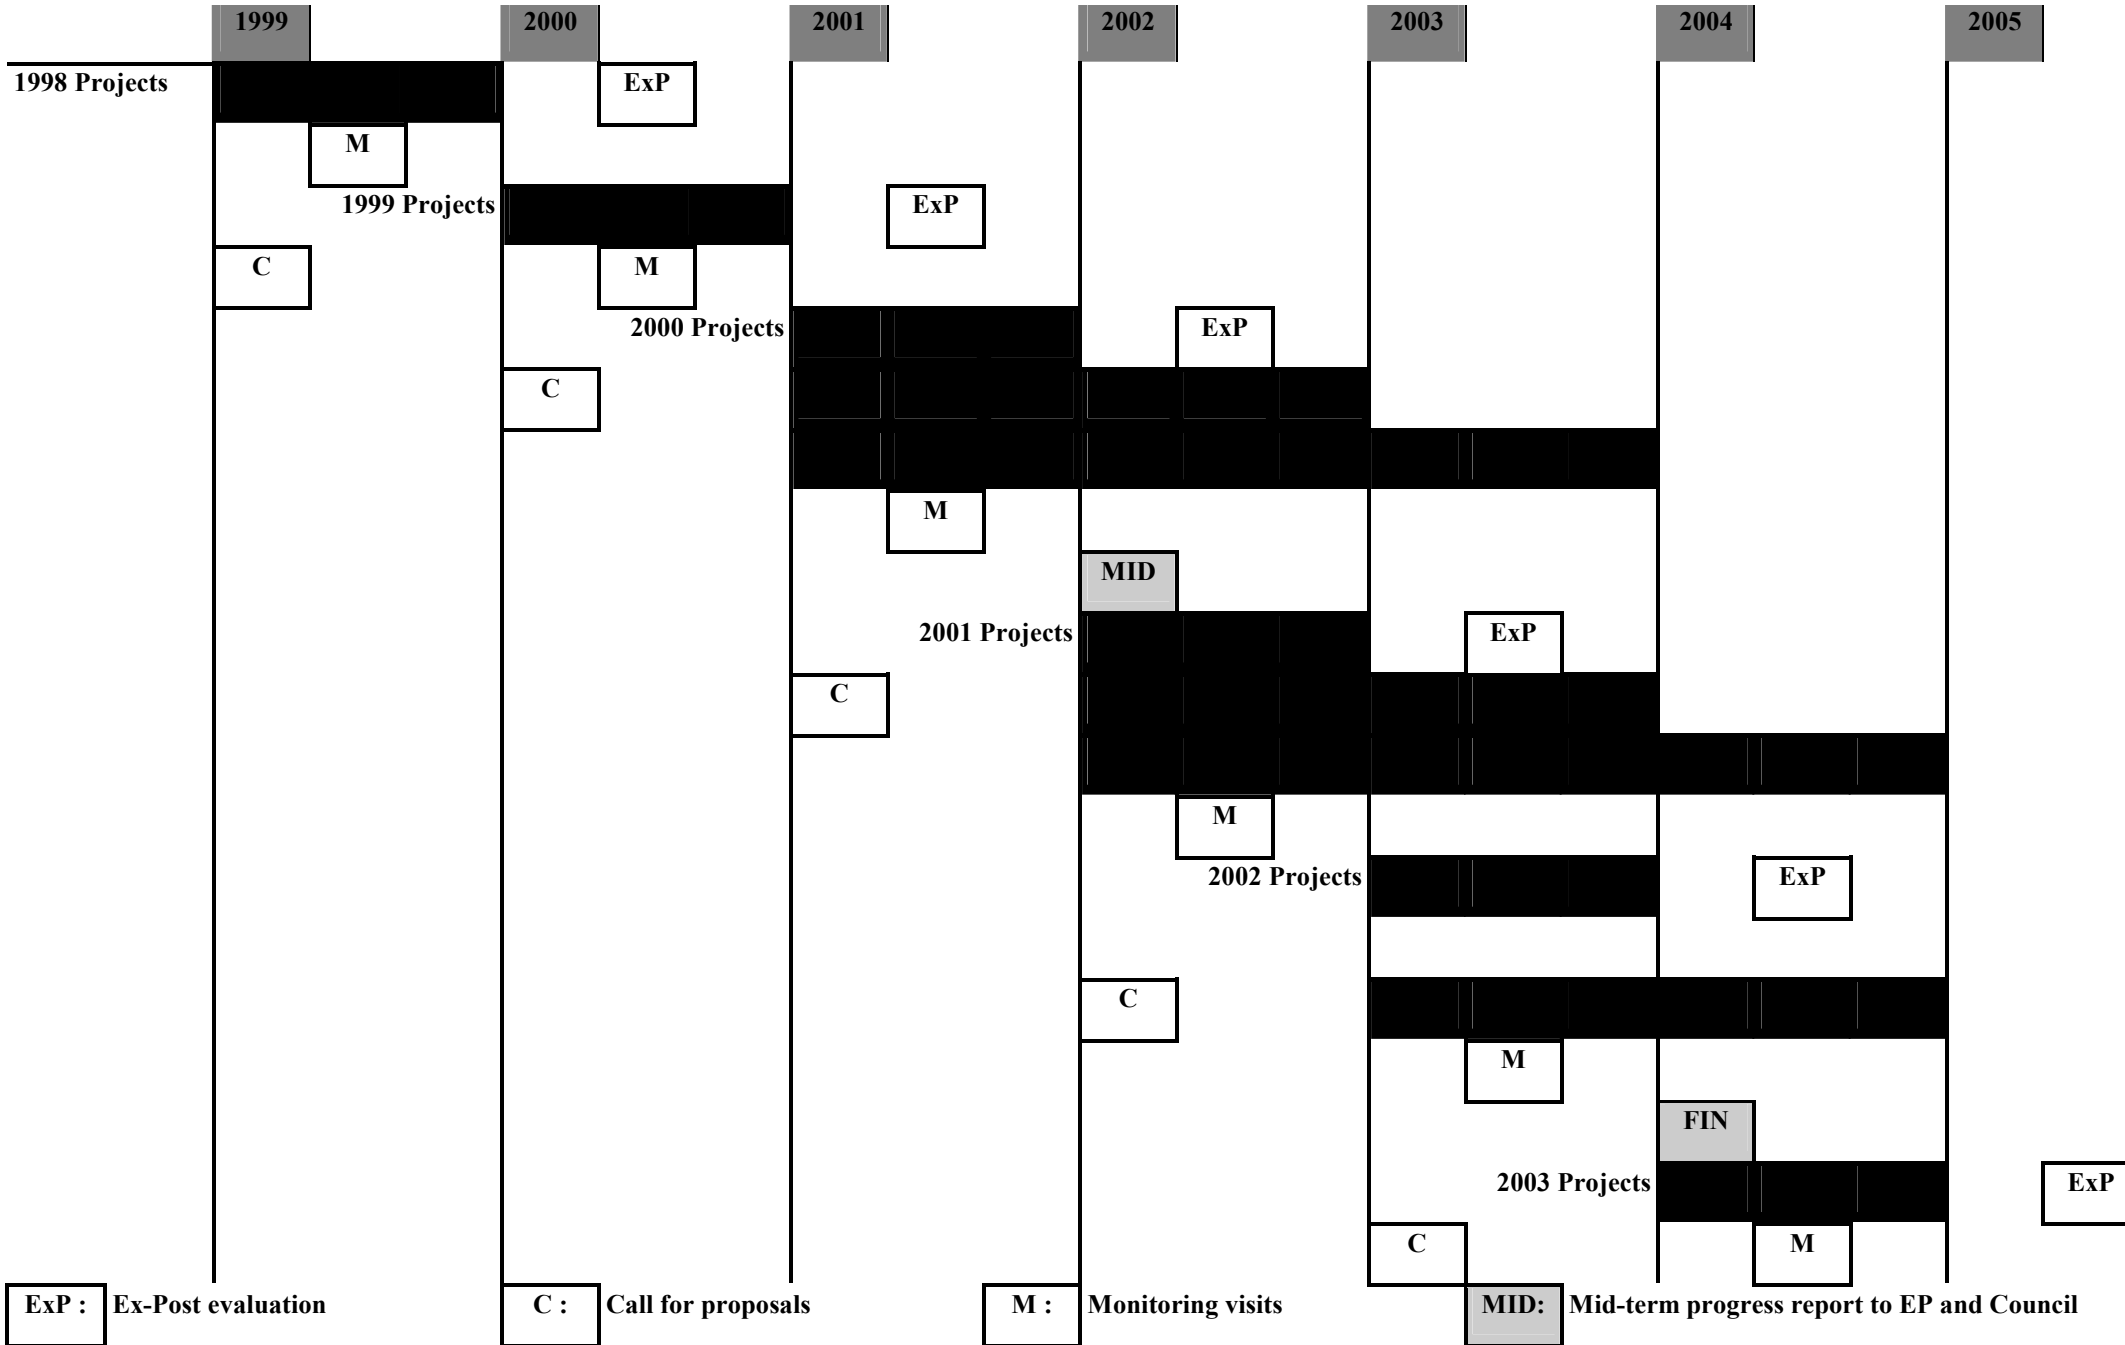 1999 2000 2001 2002 2003 2004 2005
1998 Projects ExP
M
1999 Projects ExP
C M
2000 Projects ExP
C
M
MID
2001 Projects ExP
C
M
2002 Projects ExP
C
M
FIN
2003 Projects ExP
C M
ExP : Ex-Post evaluation C : Call for proposals M : Monitoring visits MID: Mid-term progress report to EP and Council